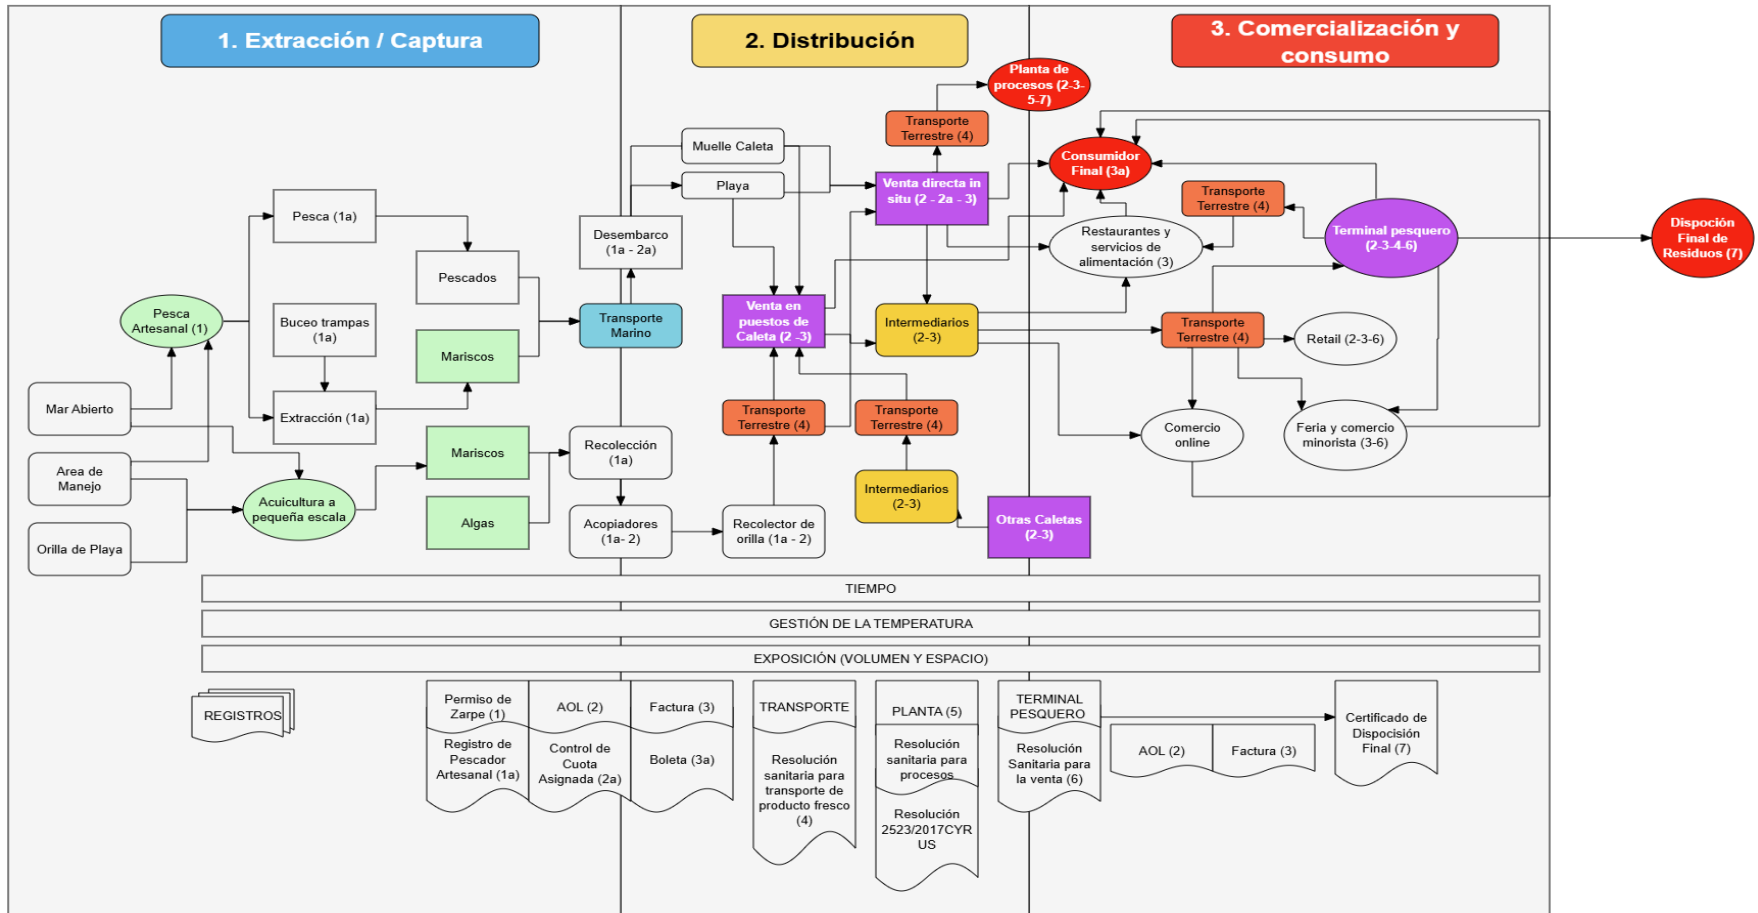 1. Extracción / Captura
2. Distribución
3. Comercialización y
consumo
Planta de
procesos (2-3-
5-7)
Transporte
Terrestre (4)
Muelle Caleta
Consumidor
Final (3a)
Playa
Venta directa in
situ (2 - 2a - 3)
Transporte
Terrestre (4)
Pesca (1a)
Desembarco
(1a - 2a)
Restaurantes y
servicios de
alimentación (3)
Terminal pesquero
(2-3-4-6)
Dispoción
Final de
Residuos (7)
Pescados
Pesca
Artesanal (1)
Buceo trampas
(1a)
Transporte
Marino
Venta en
puestos de
Caleta (2 -3)
Intermediarios
(2-3)
Transporte
Terrestre (4)
Retail (2-3-6)
Mariscos
Mar Abierto
Extracción (1a)
Transporte
Terrestre (4)
Transporte
Terrestre (4)
Comercio
online
Feria y comercio
minorista (3-6)
Mariscos
Recolección
(1a)
Area de
Manejo
Acuicultura a
pequeña escala
Intermediarios
(2-3)
Algas
Acopiadores
(1a- 2)
Recolector de
orilla (1a - 2)
Otras Caletas
(2-3)
Orilla de Playa
TIEMPO
GESTIÓN DE LA TEMPERATURA
EXPOSICIÓN (VOLUMEN Y ESPACIO)
REGISTROS
Permiso de
Zarpe (1)
Registro de
Pescador
Artesanal (1a)
AOL (2)
Control de
Cuota
Asignada (2a)
Factura (3)
Boleta (3a)
TRANSPORTE
Resolución
sanitaria para
transporte de
producto fresco
(4)
PLANTA (5)
Resolución
sanitaria para
procesos
Resolución
2523/2017CYR
US
TERMINAL
PESQUERO
Resolución
Sanitaria para
la venta (6)
AOL (2)
Factura (3)
Certificado de
Dispocisión
Final (7)